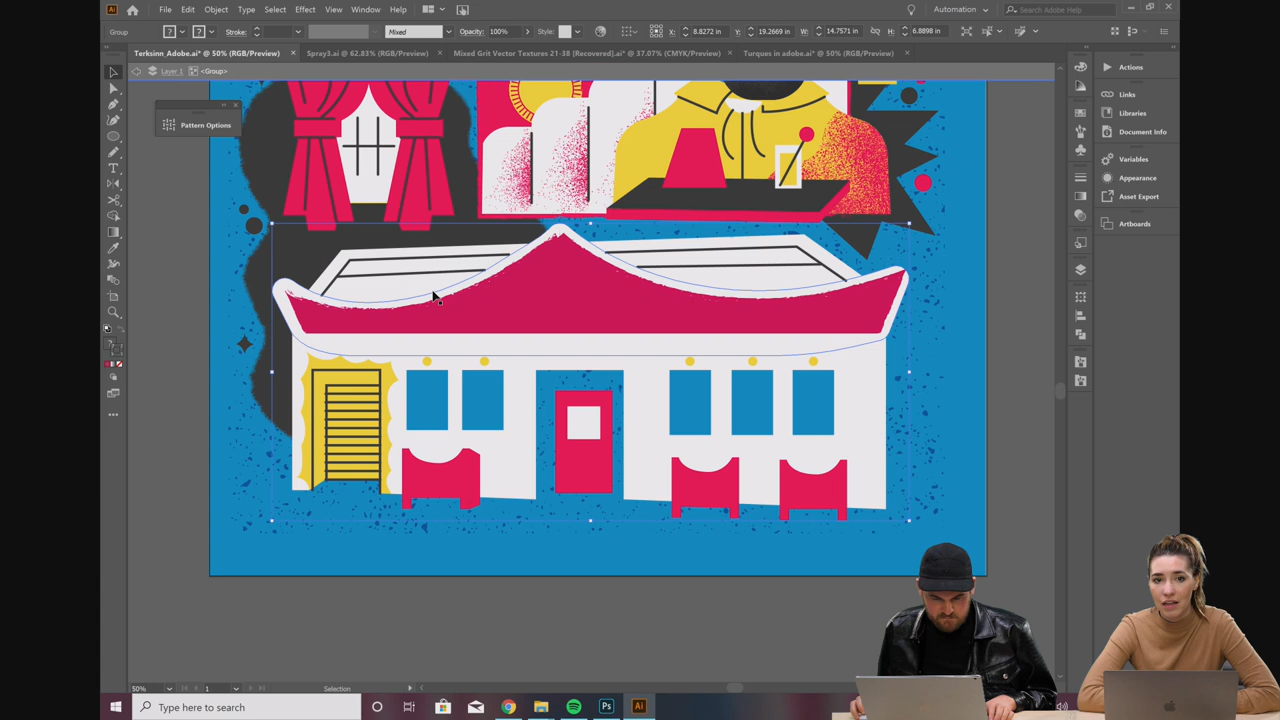 Ai File Edit Object Type Select Effect View Window Help Automation Search Adobe Help
Group Stroke: Mixed Opacity: 100% Style: X: 8.8272 in Y: 19.2669 in W: 14.7571 in H: 6.8898 in
Terksinn_Adobe.ai* @ 50% (RGB/Preview) Spray3.ai @ 62.83% (RGB/Preview) Mixed Grit Vector Textures 21-38 [Recovered].ai* @ 37.07% (CMYK/Preview) Turques in adobe.ai* @ 50% (RGB/Preview)
Layer 1 <Group>
Pattern Options
Actions
Links
Libraries
Document Info
Variables
Appearance
Asset Export
Artboards
50% 1 Selection
Type here to search Ps Ai